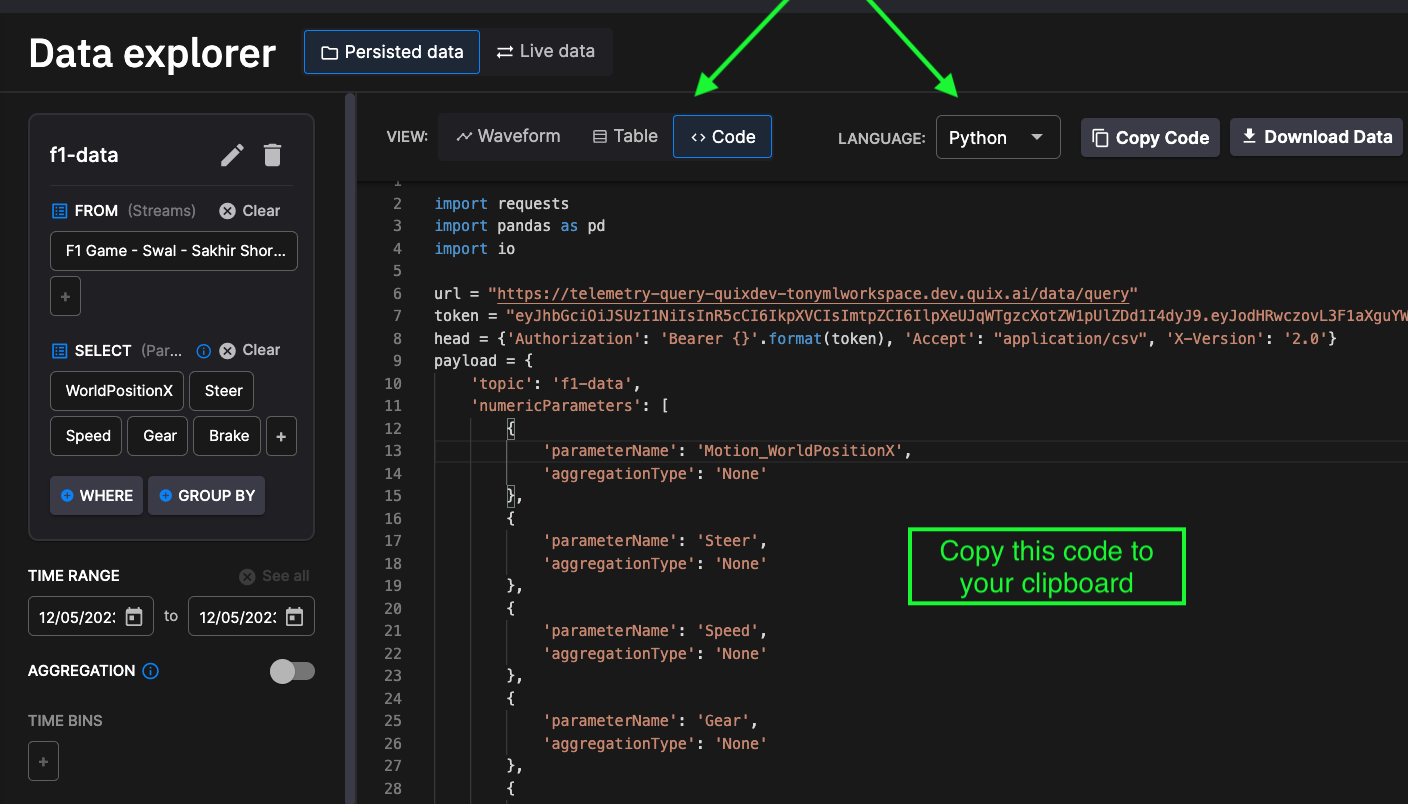 Data explorer
Persisted data
Live data
f1-data
FROM (Streams) Clear
F1 Game - Swal - Sakhir Shor...
+
SELECT (Par... Clear
WorldPositionX Steer
Speed Gear Brake +
WHERE GROUP BY
TIME RANGE See all
12/05/202 to 12/05/202
AGGREGATION
TIME BINS
+
VIEW: Waveform Table <> Code LANGUAGE: Python Copy Code Download Data
1
2 import requests
3 import pandas as pd
4 import io
5
6 url = "https://telemetry-query-quixdev-tonymlworkspace.dev.quix.ai/data/query"
7 token = "eyJhbGciOiJSUzI1NiIsInR5cCI6IkpXVCIsImtpZCI6IlpXeUJqWTgzcXotZW1pUlZDd1I4dyJ9.eyJodHRwczovL3F1aXguYW
8 head = {'Authorization': 'Bearer {}'.format(token), 'Accept': "application/csv", 'X-Version': '2.0'}
9 payload = {
10 'topic': 'f1-data',
11 'numericParameters': [
12 {
13 'parameterName': 'Motion_WorldPositionX',
14 'aggregationType': 'None'
15 },
16 {
17 'parameterName': 'Steer',
18 'aggregationType': 'None'
19 },
20 {
21 'parameterName': 'Speed',
22 'aggregationType': 'None'
23 },
24 {
25 'parameterName': 'Gear',
26 'aggregationType': 'None'
27 },
28 {
Copy this code to
your clipboard